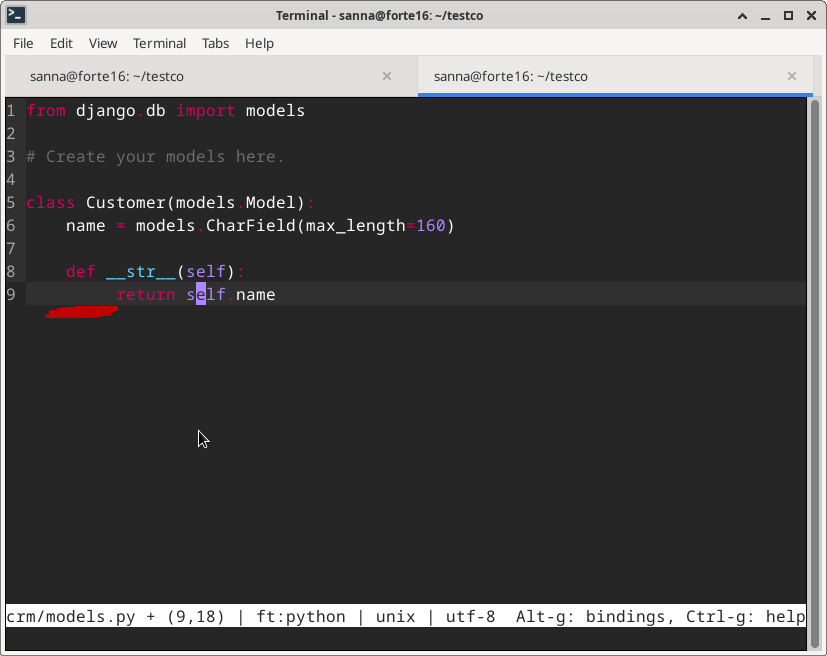 Terminal - sanna@forte16: ~/testco
File Edit View Terminal Tabs Help
sanna@forte16: ~/testco × sanna@forte16: ~/testco ×
1 from django.db import models
2
3 # Create your models here.
4
5 class Customer(models.Model):
6     name = models.CharField(max_length=160)
7
8     def __str__(self):
9          return self.name
crm/models.py + (9,18) | ft:python | unix | utf-8  Alt-g: bindings, Ctrl-g: help